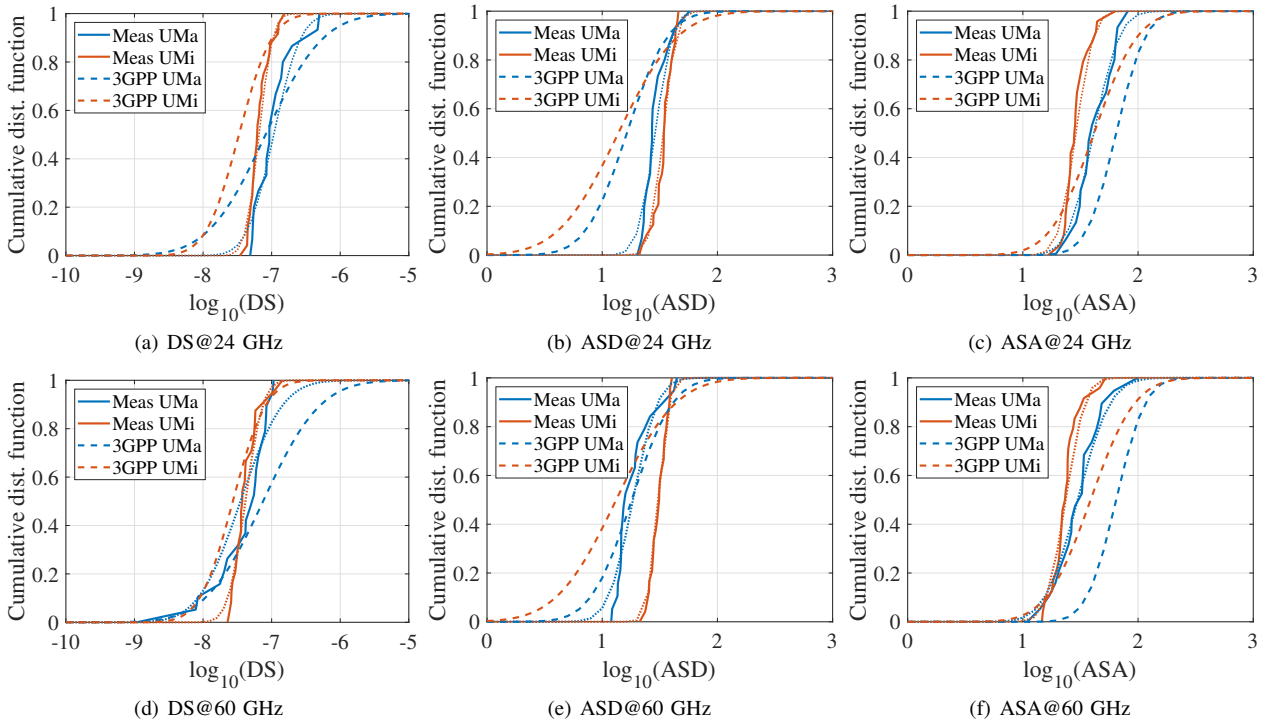 Cumulative dist. function
1
0.8
0.6
0.4
0.2
0
Meas UMa
Meas UMi
3GPP UMa
3GPP UMi
-10 -9 -8 -7 -6 -5
log10(DS)
(a) DS@24 GHz
Cumulative dist. function
1
0.8
0.6
0.4
0.2
0
Meas UMa
Meas UMi
3GPP UMa
3GPP UMi
0 1 2 3
log10(ASD)
(b) ASD@24 GHz
Cumulative dist. function
1
0.8
0.6
0.4
0.2
0
Meas UMa
Meas UMi
3GPP UMa
3GPP UMi
0 1 2 3
log10(ASA)
(c) ASA@24 GHz
Cumulative dist. function
1
0.8
0.6
0.4
0.2
0
Meas UMa
Meas UMi
3GPP UMa
3GPP UMi
-10 -9 -8 -7 -6 -5
log10(DS)
(d) DS@60 GHz
Cumulative dist. function
1
0.8
0.6
0.4
0.2
0
Meas UMa
Meas UMi
3GPP UMa
3GPP UMi
0 1 2 3
log10(ASD)
(e) ASD@60 GHz
Cumulative dist. function
1
0.8
0.6
0.4
0.2
0
Meas UMa
Meas UMi
3GPP UMa
3GPP UMi
0 1 2 3
log10(ASA)
(f) ASA@60 GHz